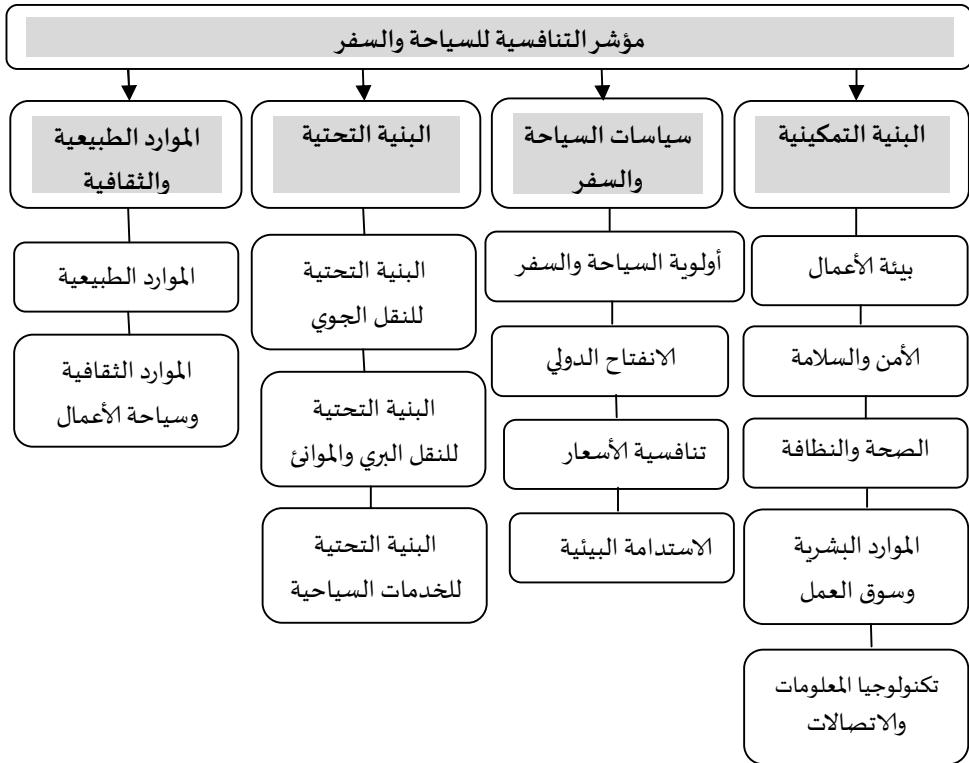 مؤشر التنافسية للسياحة والسفر
البنية التمكينية
سياسات السياحة
والسفر
البنية التحتية
الموارد الطبيعية
والثقافية
بيئة الأعمال
الأمن والسلامة
الصحة والنظافة
الموارد البشرية
وسوق العمل
تكنولوجيا المعلومات
والاتصالات
أولوية السياحة والسفر
الانفتاح الدولي
تنافسية الأسعار
الاستدامة البيئية
البنية التحتية
للنقل الجوي
البنية التحتية
للنقل البري والموانئ
البنية التحتية
للخدمات السياحية
الموارد الطبيعية
الموارد الثقافية
وسياحة الأعمال